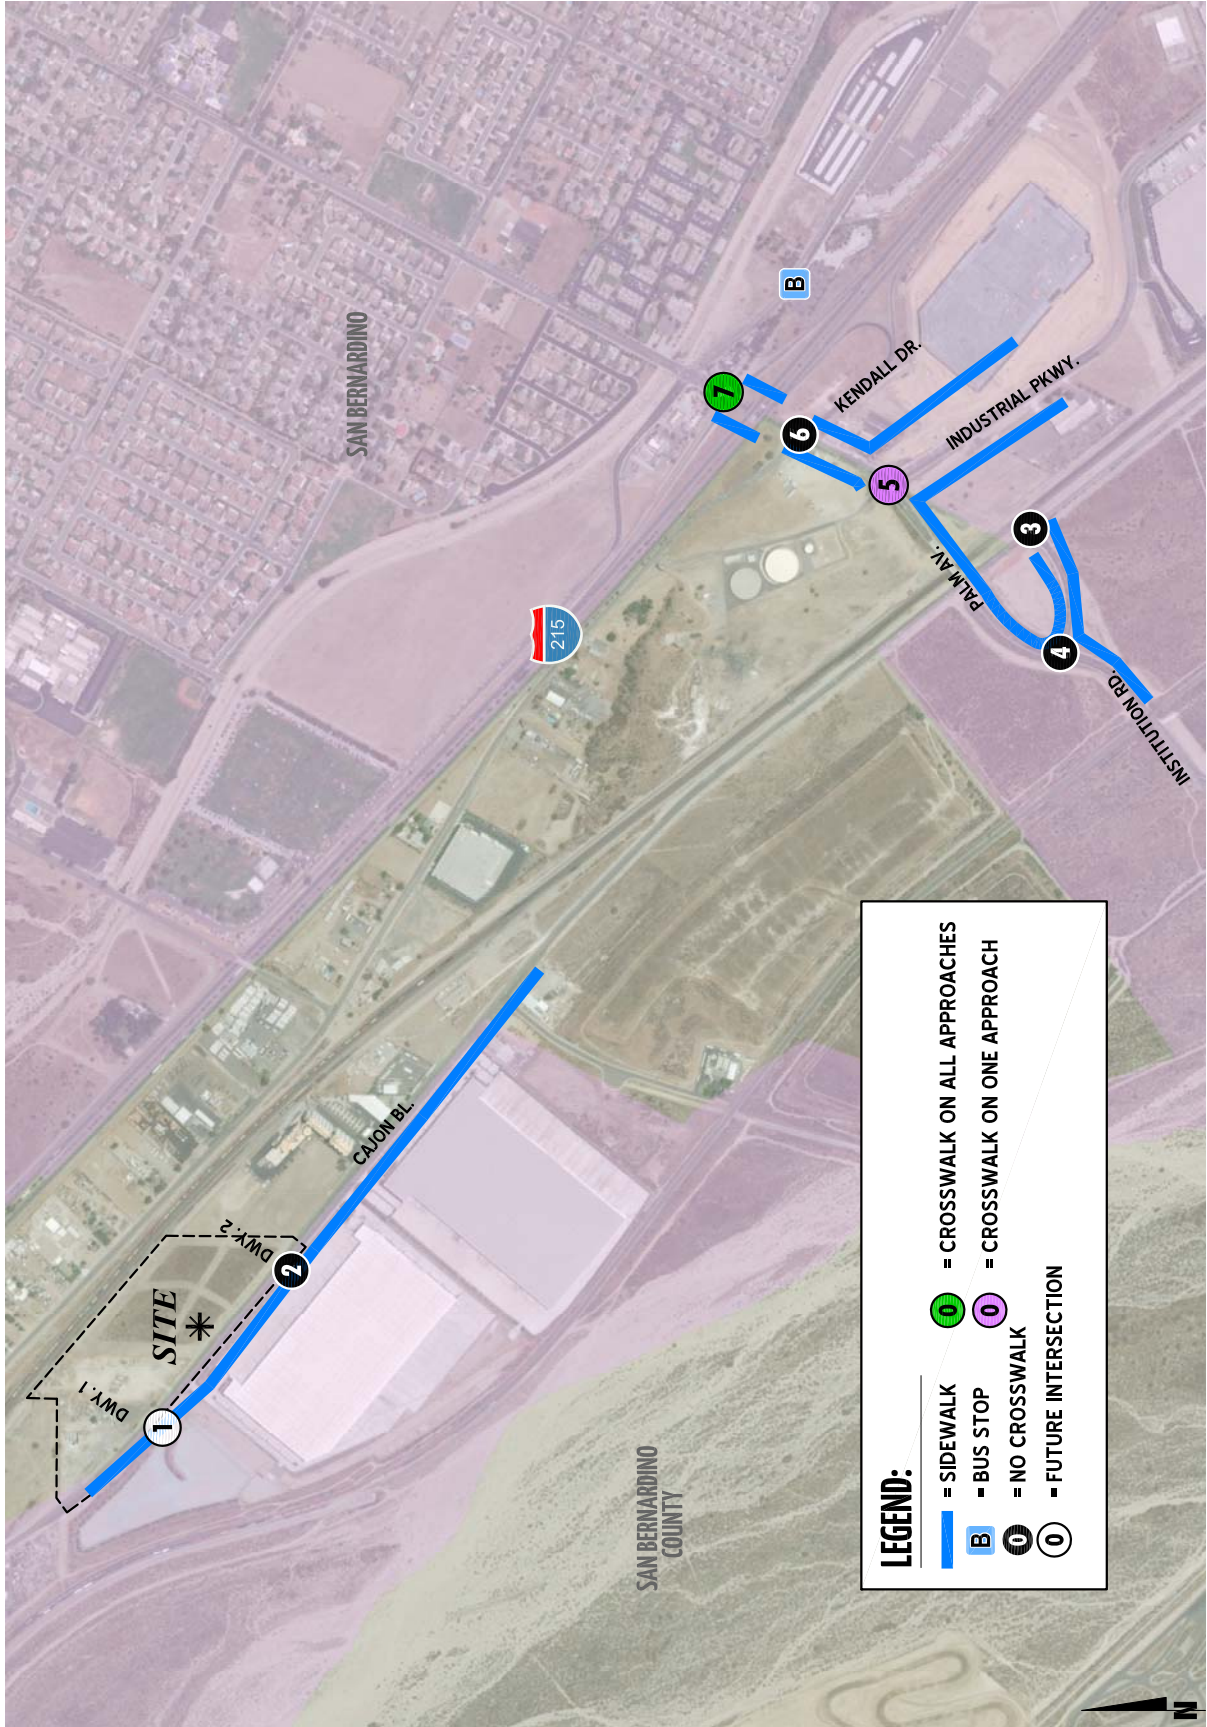 SAN BERNARDINO
7
B
6
KENDALL DR.
5
INDUSTRIAL PKWY.
3
PALM AV.
4
INSTITUTION RD.
215
CAJON BL.
DWY. 2
2
SITE
DWY. 1
1
SAN BERNARDINO
COUNTY
LEGEND:
= SIDEWALK
B = BUS STOP
0 = NO CROSSWALK
0 = FUTURE INTERSECTION
0 = CROSSWALK ON ALL APPROACHES
0 = CROSSWALK ON ONE APPROACH
N